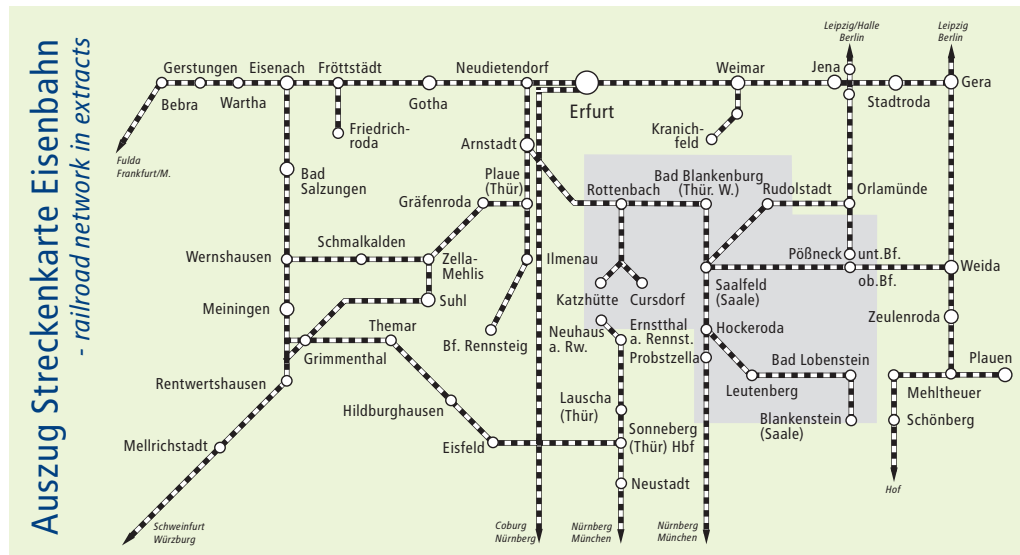 Auszug Streckenkarte Eisenbahn
- railroad network in extracts
Leipzig/Halle
Berlin
Leipzig
Berlin
Gerstungen
Eisenach
Fröttstädt
Neudietendorf
Weimar
Jena
Gera
Bebra
Wartha
Gotha
Erfurt
Stadtroda
Friedrich-
roda
Kranich-
feld
Fulda
Frankfurt/M.
Arnstadt
Bad
Salzungen
Plaue
(Thür)
Rottenbach
Bad Blankenburg
(Thür. W.)
Rudolstadt
Orlamünde
Gräfenroda
Schmalkalden
Wernshausen
Zella-
Mehlis
Ilmenau
Pößneck
unt.Bf.
ob.Bf.
Weida
Katzhütte
Cursdorf
Saalfeld
(Saale)
Suhl
Meiningen
Themar
Bf. Rennsteig
Neuhaus
a. Rw.
Ernstthal
a. Rennst.
Hockeroda
Zeulenroda
Grimmenthal
Probstzella
Bad Lobenstein
Plauen
Rentwertshausen
Leutenberg
Mehltheuer
Hildburghausen
Lauscha
(Thür)
Blankenstein
(Saale)
Schönberg
Mellrichstadt
Eisfeld
Sonneberg
(Thür) Hbf
Neustadt
Hof
Schweinfurt
Würzburg
Coburg
Nürnberg
Nürnberg
München
Nürnberg
München